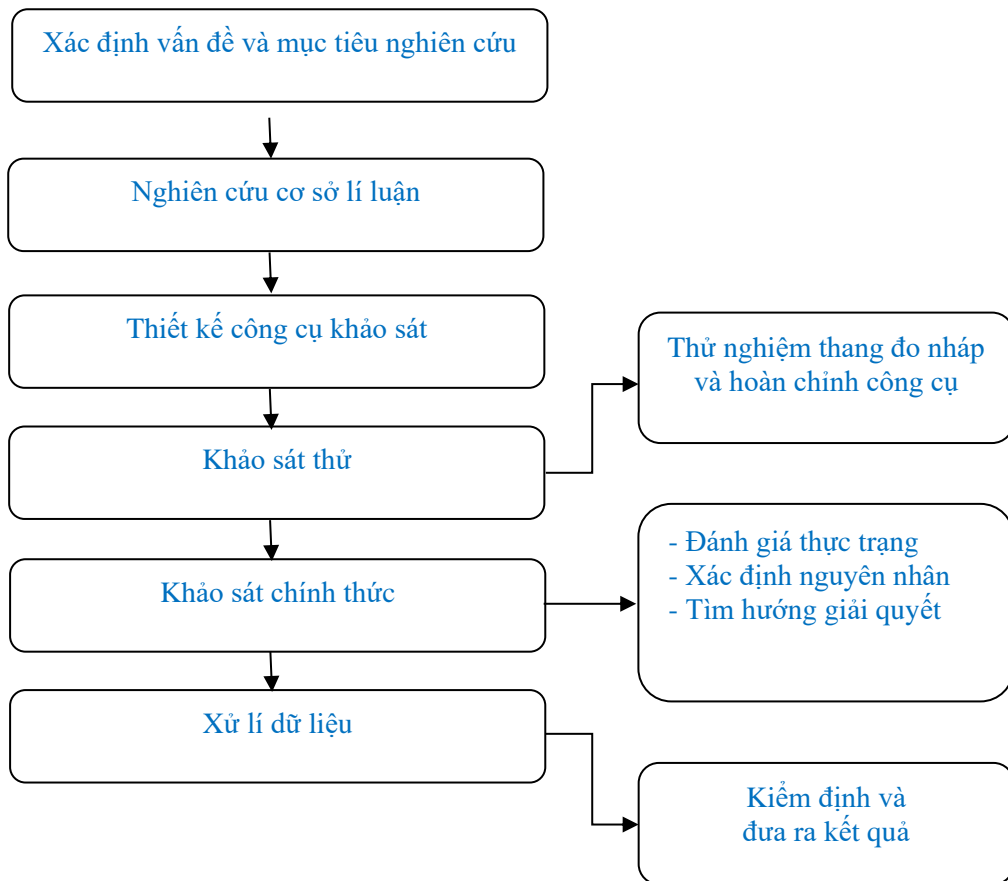 Xác định vấn đề và mục tiêu nghiên cứu
Nghiên cứu cơ sở lí luận
Thiết kế công cụ khảo sát
Thử nghiệm thang đo nháp
và hoàn chỉnh công cụ
Khảo sát thử
- Đánh giá thực trạng
- Xác định nguyên nhân
- Tìm hướng giải quyết
Khảo sát chính thức
Xử lí dữ liệu
Kiểm định và
đưa ra kết quả